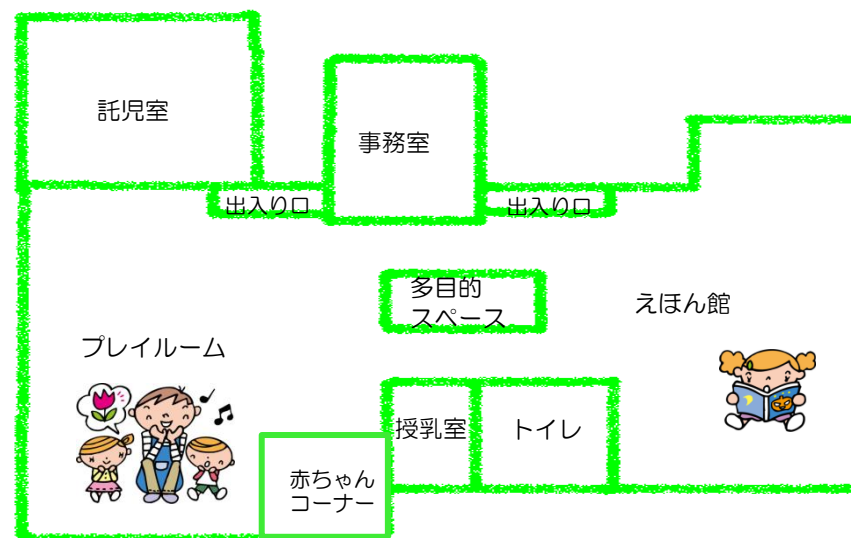 託児室
事務室
出入り口
出入り口
多目的
スペース
えほん館
プレイルーム
授乳室
トイレ
赤ちゃん
コーナー